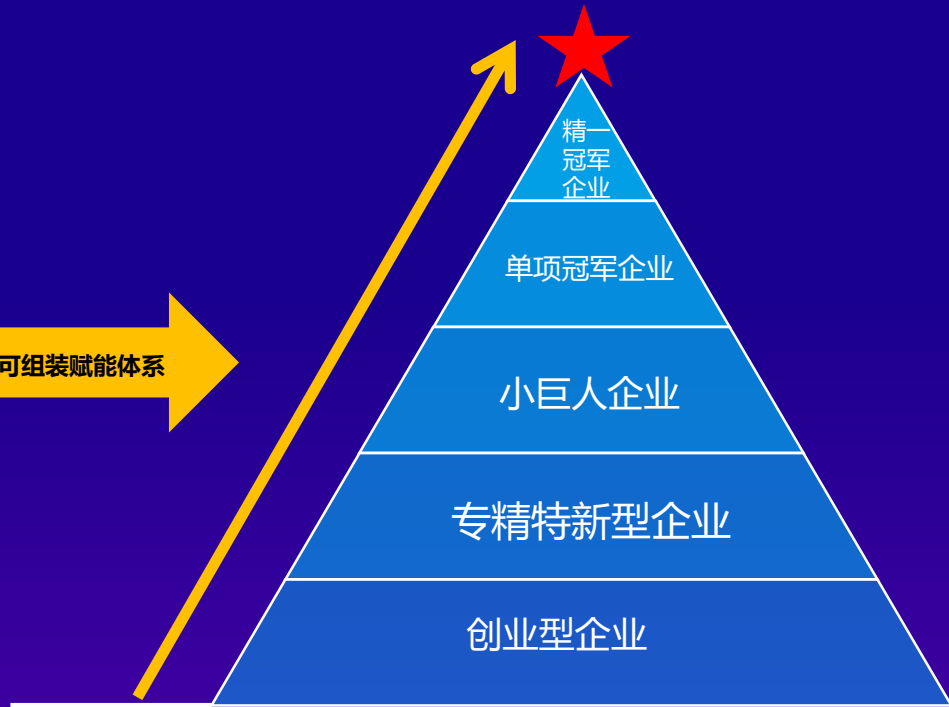 精一
冠军
企业
单项冠军企业
可组装赋能体系
小巨人企业
专精特新型企业
创业型企业